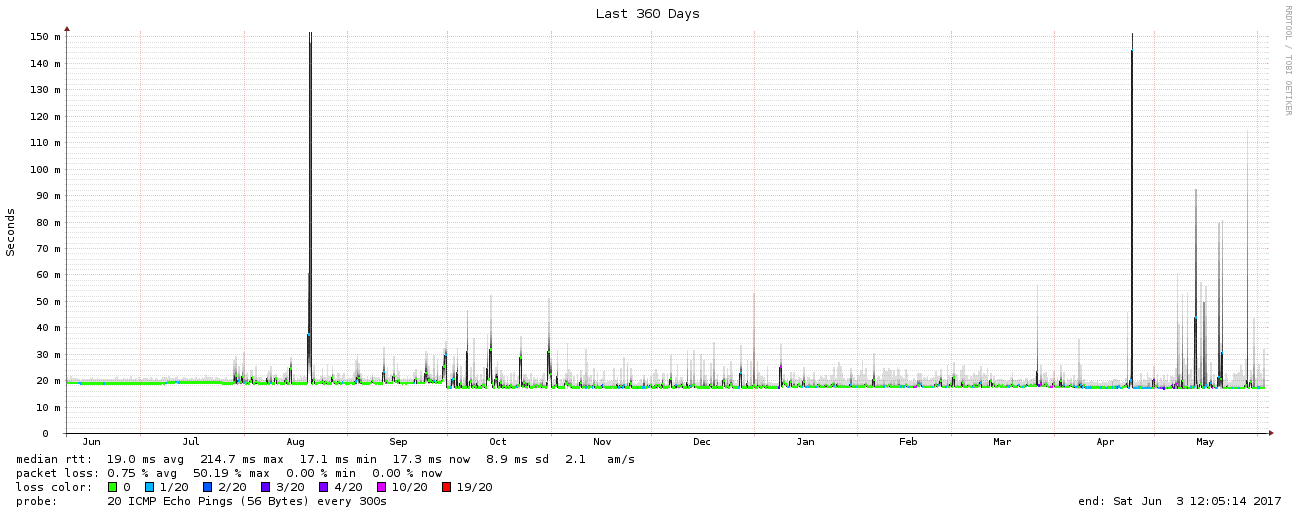 Last 360 Days
RRDTOOL / TOBI OETIKER
Seconds
150 m
140 m
130 m
120 m
110 m
100 m
90 m
80 m
70 m
60 m
50 m
40 m
30 m
20 m
10 m
0
Jun Jul Aug Sep Oct Nov Dec Jan Feb Mar Apr May
median rtt: 19.0 ms avg 214.7 ms max 17.1 ms min 17.3 ms now 8.9 ms sd 2.1 am/s
packet loss: 0.75 % avg 50.19 % max 0.00 % min 0.00 % now
loss color: 0 1/20 2/20 3/20 4/20 10/20 19/20
probe: 20 ICMP Echo Pings (56 Bytes) every 300s
end: Sat Jun 3 12:05:14 2017